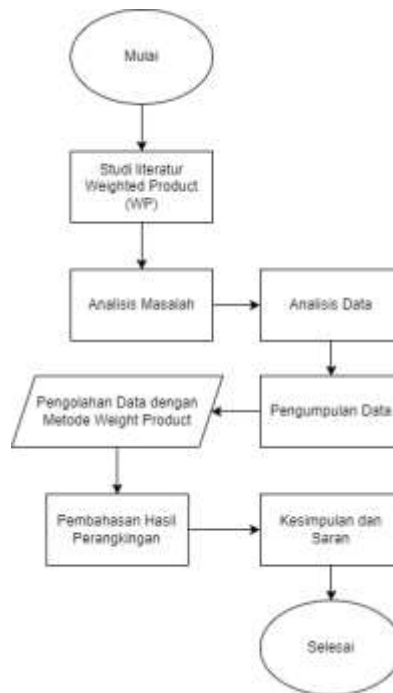 Mulai
Studi literatur
Weighted Product
(WP)
Analisis Masalah
Analisis Data
Pengumpulan Data
Pengolahan Data dengan
Metode Weight Product
Pembahasan Hasil
Perangkingan
Kesimpulan dan
Saran
Selesai